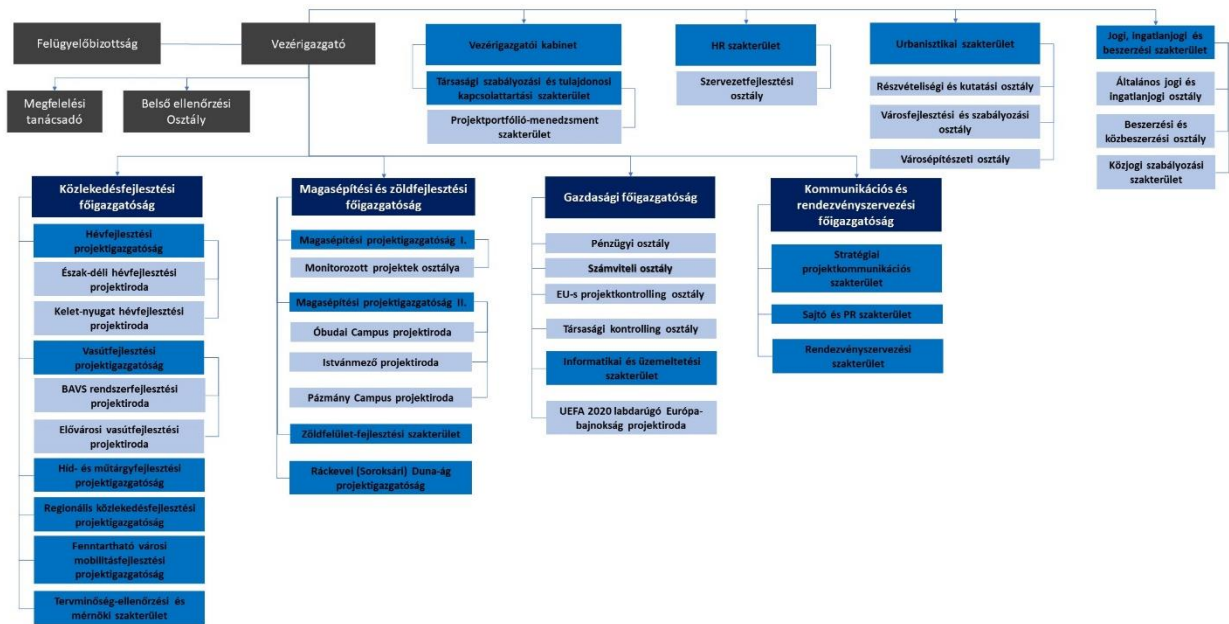 Felügyelőbizottság
Vezérigazgató
Megfelelési
tanácsadó
Belső ellenőrzési
Osztály
Vezérigazgatói kabinet
Társasági szabályozási és tulajdonosi
kapcsolattartási szakterület
Projektportfólió-menedzsment
szakterület
HR szakterület
Szervezetfejlesztési
osztály
Urbanisztikai szakterület
Részvételiségi és kutatási osztály
Városfejlesztési és szabályozási
osztály
Városépítészeti osztály
Jogi, ingatlanjogi és
beszerzési szakterület
Általános jogi és
ingatlanjogi osztály
Beszerzési és
közbeszerzési osztály
Közjogi szabályozási
szakterület
Közlekedésfejlesztési
főigazgatóság
Hévfejlesztési
projektigazgatóság
Észak-déli hévfejlesztési
projektiroda
Kelet-nyugat hévfejlesztési
projektiroda
Vasútfejlesztési
projektigazgatóság
BAVS rendszerfejlesztési
projektiroda
Elővárosi vasútfejlesztési
projektiroda
Híd- és műtárgyfejlesztési
projektigazgatóság
Regionális közlekedésfejlesztési
projektigazgatóság
Fenntartható városi
mobilitásfejlesztési
projektigazgatóság
Tervminőség-ellenőrzési és
mérnöki szakterület
Magasépítési és zöldfejlesztési
főigazgatóság
Magasépítési projektigazgatóság I.
Monitorozott projektek osztálya
Magasépítési projektigazgatóság II.
Óbudai Campus projektiroda
Istvánmező projektiroda
Pázmány Campus projektiroda
Zöldfelület-fejlesztési szakterület
Ráckevei (Soroksári) Duna-ág
projektigazgatóság
Gazdasági főigazgatóság
Pénzügyi osztály
Számviteli osztály
EU-s projektkontrolling osztály
Társasági kontrolling osztály
Informatikai és üzemeltetési
szakterület
UEFA 2020 labdarúgó Európa-
bajnokság projektiroda
Kommunikációs és
rendezvényszervezési
főigazgatóság
Stratégiai
projektkommunikációs
szakterület
Sajtó és PR szakterület
Rendezvényszervezési
szakterület